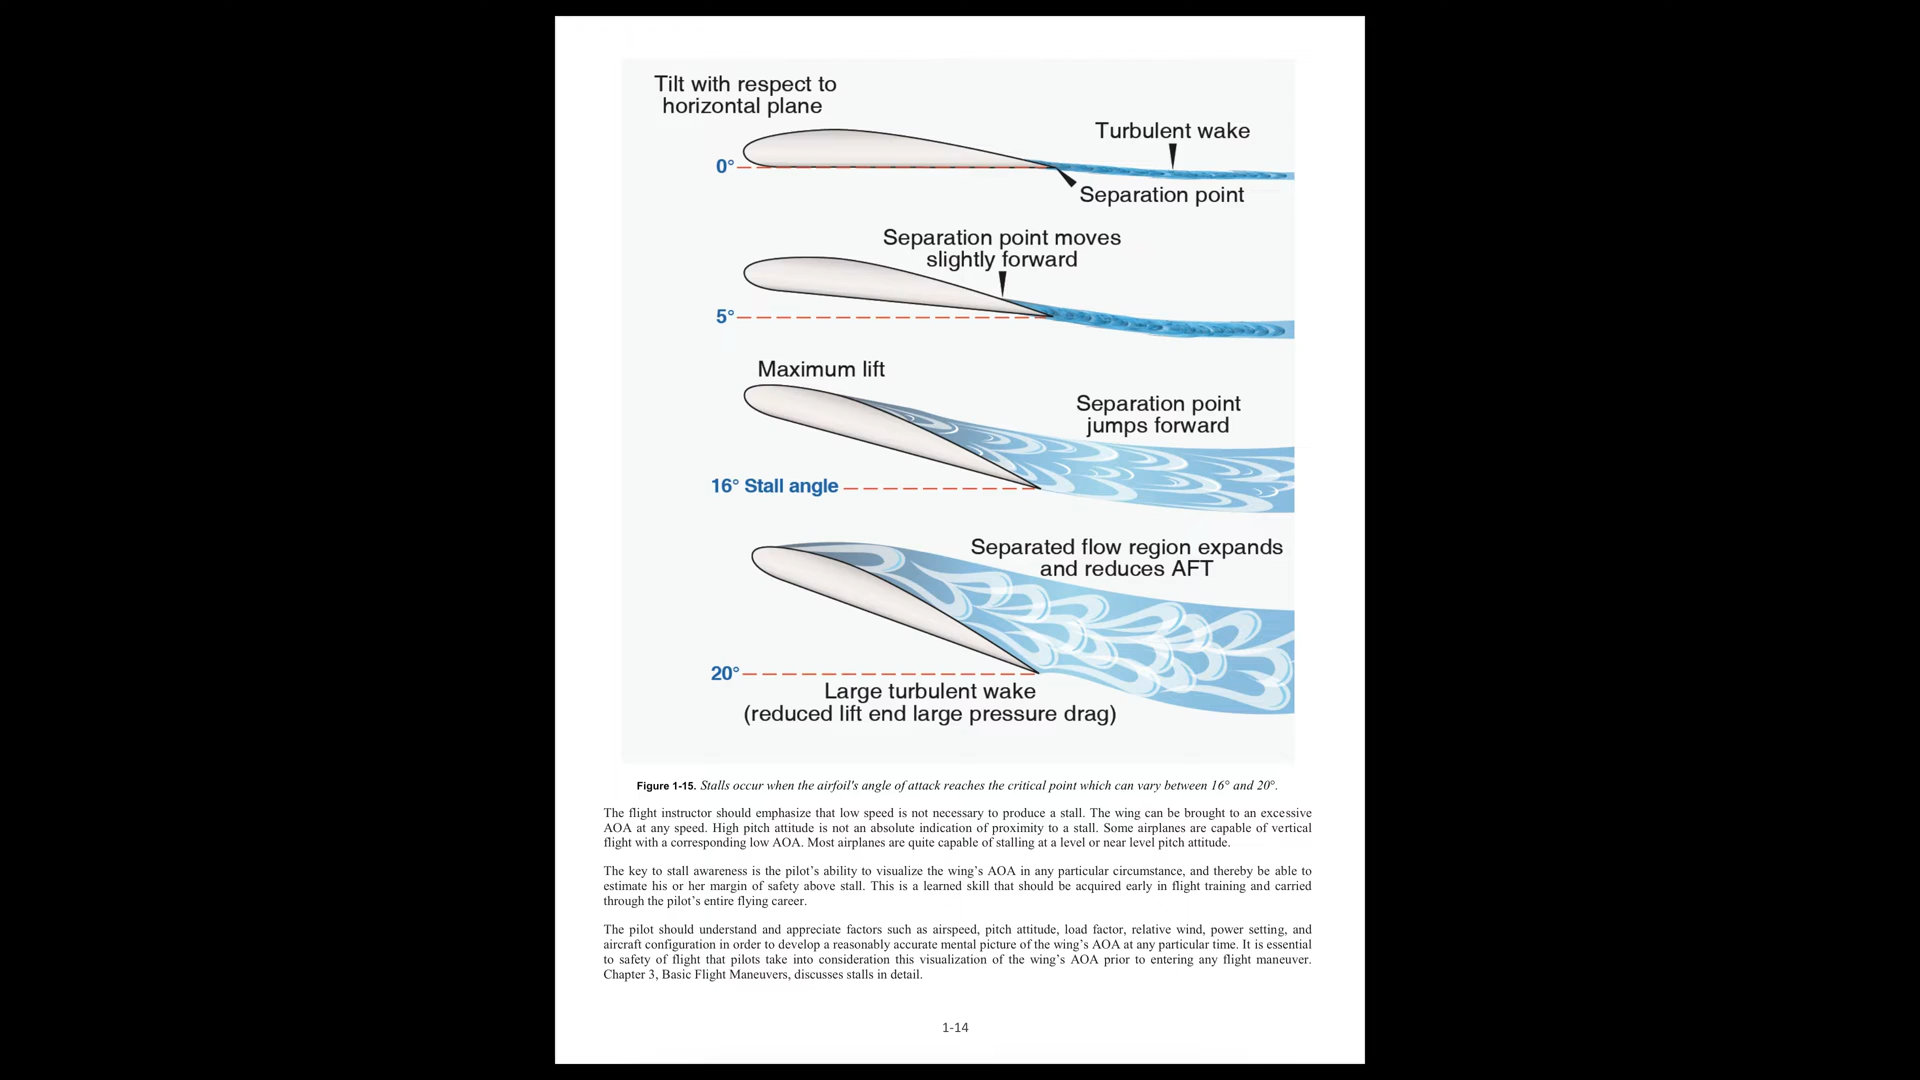 Tilt with respect to
horizontal plane
Turbulent wake
0°
Separation point
Separation point moves
slightly forward
5°
Maximum lift
Separation point
jumps forward
16° Stall angle
Separated flow region expands
and reduces AFT
20°
Large turbulent wake
(reduced lift end large pressure drag)
Figure 1-15. Stalls occur when the airfoil's angle of attack reaches the critical point which can vary between 16° and 20°.
The flight instructor should emphasize that low speed is not necessary to produce a stall. The wing can be brought to an excessive
AOA at any speed. High pitch attitude is not an absolute indication of proximity to a stall. Some airplanes are capable of vertical
flight with a corresponding low AOA. Most airplanes are quite capable of stalling at a level or near level pitch attitude.
The key to stall awareness is the pilot’s ability to visualize the wing’s AOA in any particular circumstance, and thereby be able to
estimate his or her margin of safety above stall. This is a learned skill that should be acquired early in flight training and carried
through the pilot’s entire flying career.
The pilot should understand and appreciate factors such as airspeed, pitch attitude, load factor, relative wind, power setting, and
aircraft configuration in order to develop a reasonably accurate mental picture of the wing’s AOA at any particular time. It is essential
to safety of flight that pilots take into consideration this visualization of the wing’s AOA prior to entering any flight maneuver.
Chapter 3, Basic Flight Maneuvers, discusses stalls in detail.
1-14